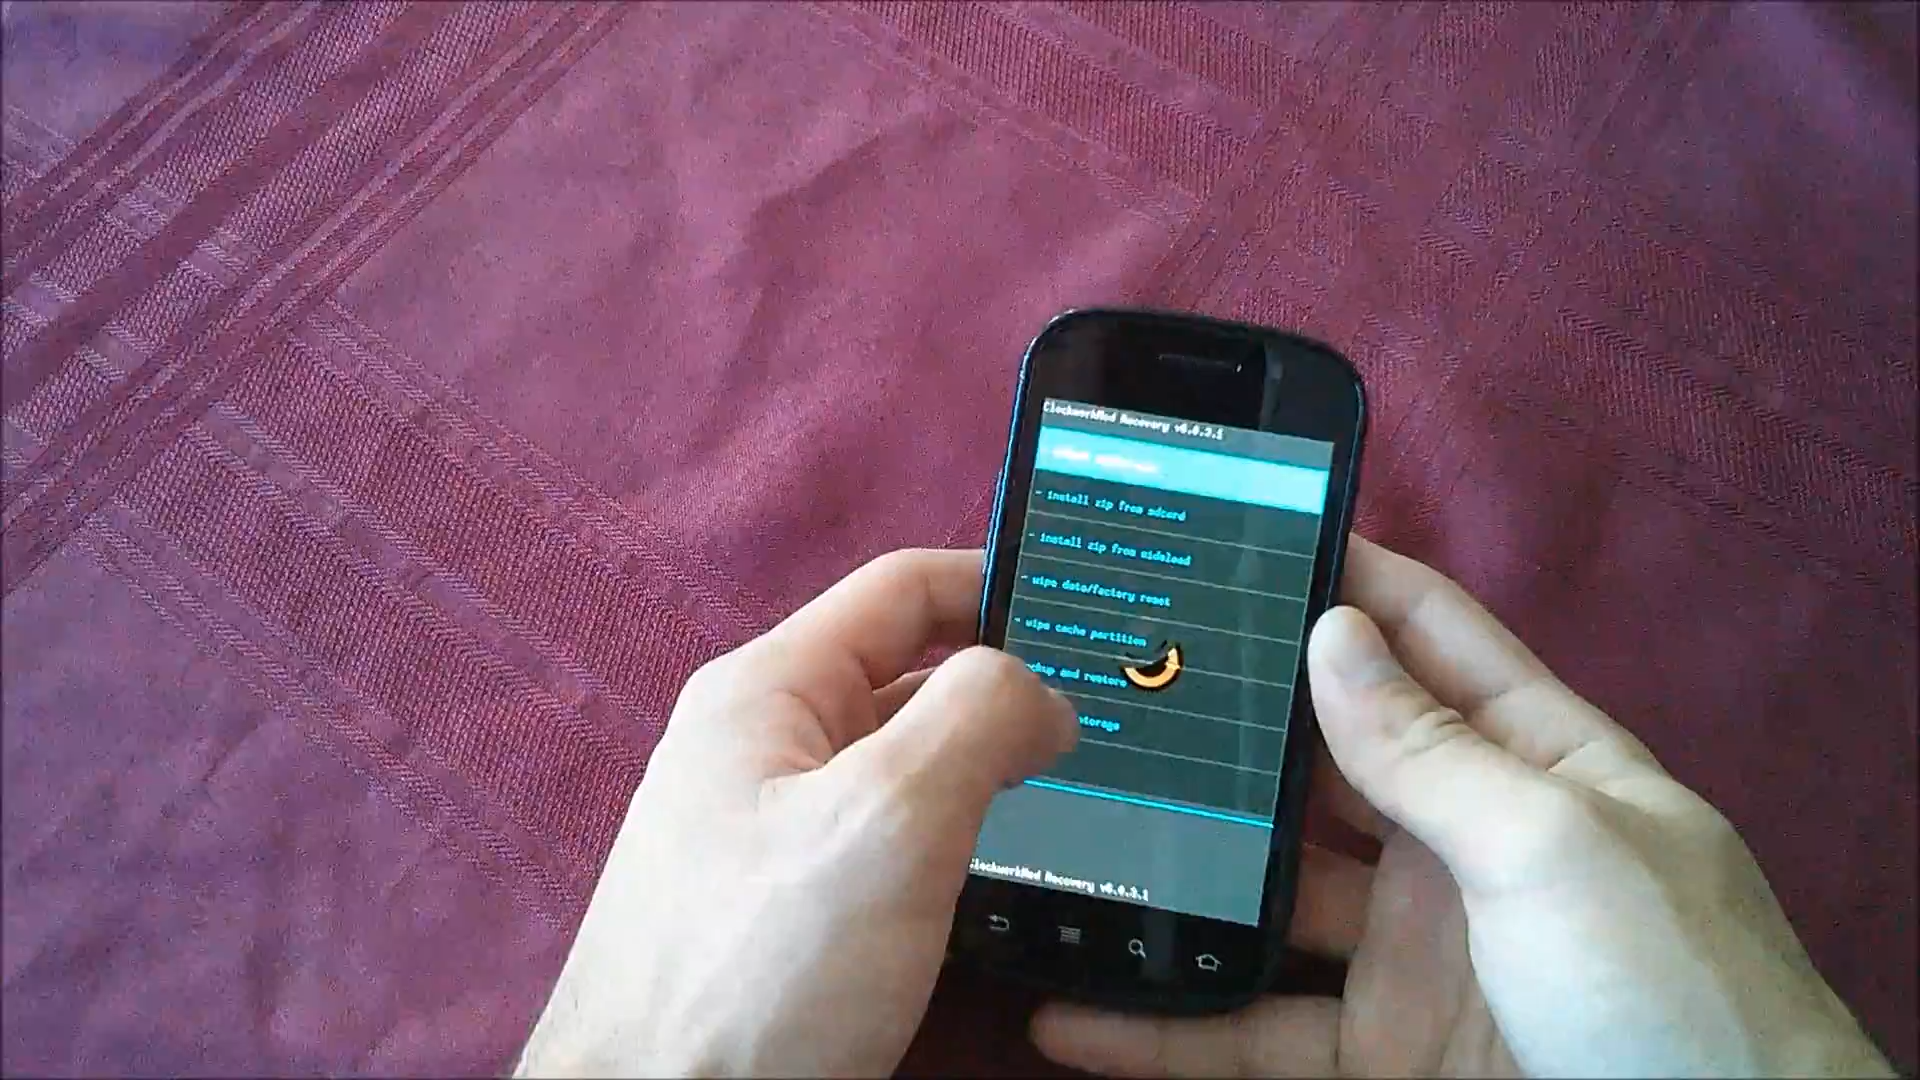 ClockworkMod Recovery v6.0.3.1
- install zip from sdcard
- install zip from sideload
- wipe data/factory reset
- wipe cache partition
ckup and restore
storage
ClockworkMod Recovery v6.0.3.1